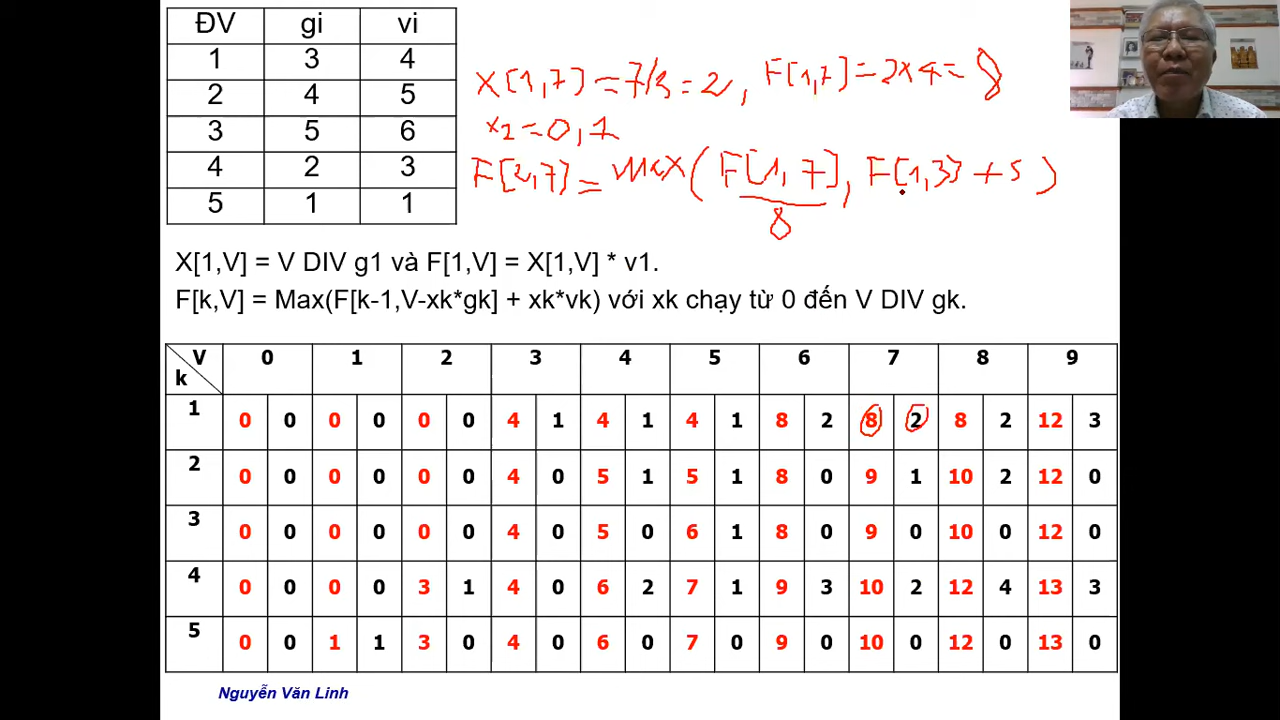 ĐV gi vi
1 3 4
2 4 5
3 5 6
4 2 3
5 1 1
X[1,7] = 7/3 = 2, F[1,7] = 2x4 = 8
x2 = 0, 1
F[2,7] = Max(F[1,7], F[1,3] + 5)
8
X[1,V] = V DIV g1 và F[1,V] = X[1,V] * v1.
F[k,V] = Max(F[k-1,V-xk*gk] + xk*vk) với xk chạy từ 0 đến V DIV gk.
V k 0 1 2 3 4 5 6 7 8 9
1 0 0 0 0 0 0 4 1 4 1 4 1 8 2 8 2 8 2 12 3
2 0 0 0 0 0 0 4 0 5 1 5 1 8 0 9 1 10 2 12 0
3 0 0 0 0 0 0 4 0 5 0 6 1 8 0 9 0 10 0 12 0
4 0 0 0 0 3 1 4 0 6 2 7 1 9 3 10 2 12 4 13 3
5 0 0 1 1 3 0 4 0 6 0 7 0 9 0 10 0 12 0 13 0
Nguyễn Văn Linh